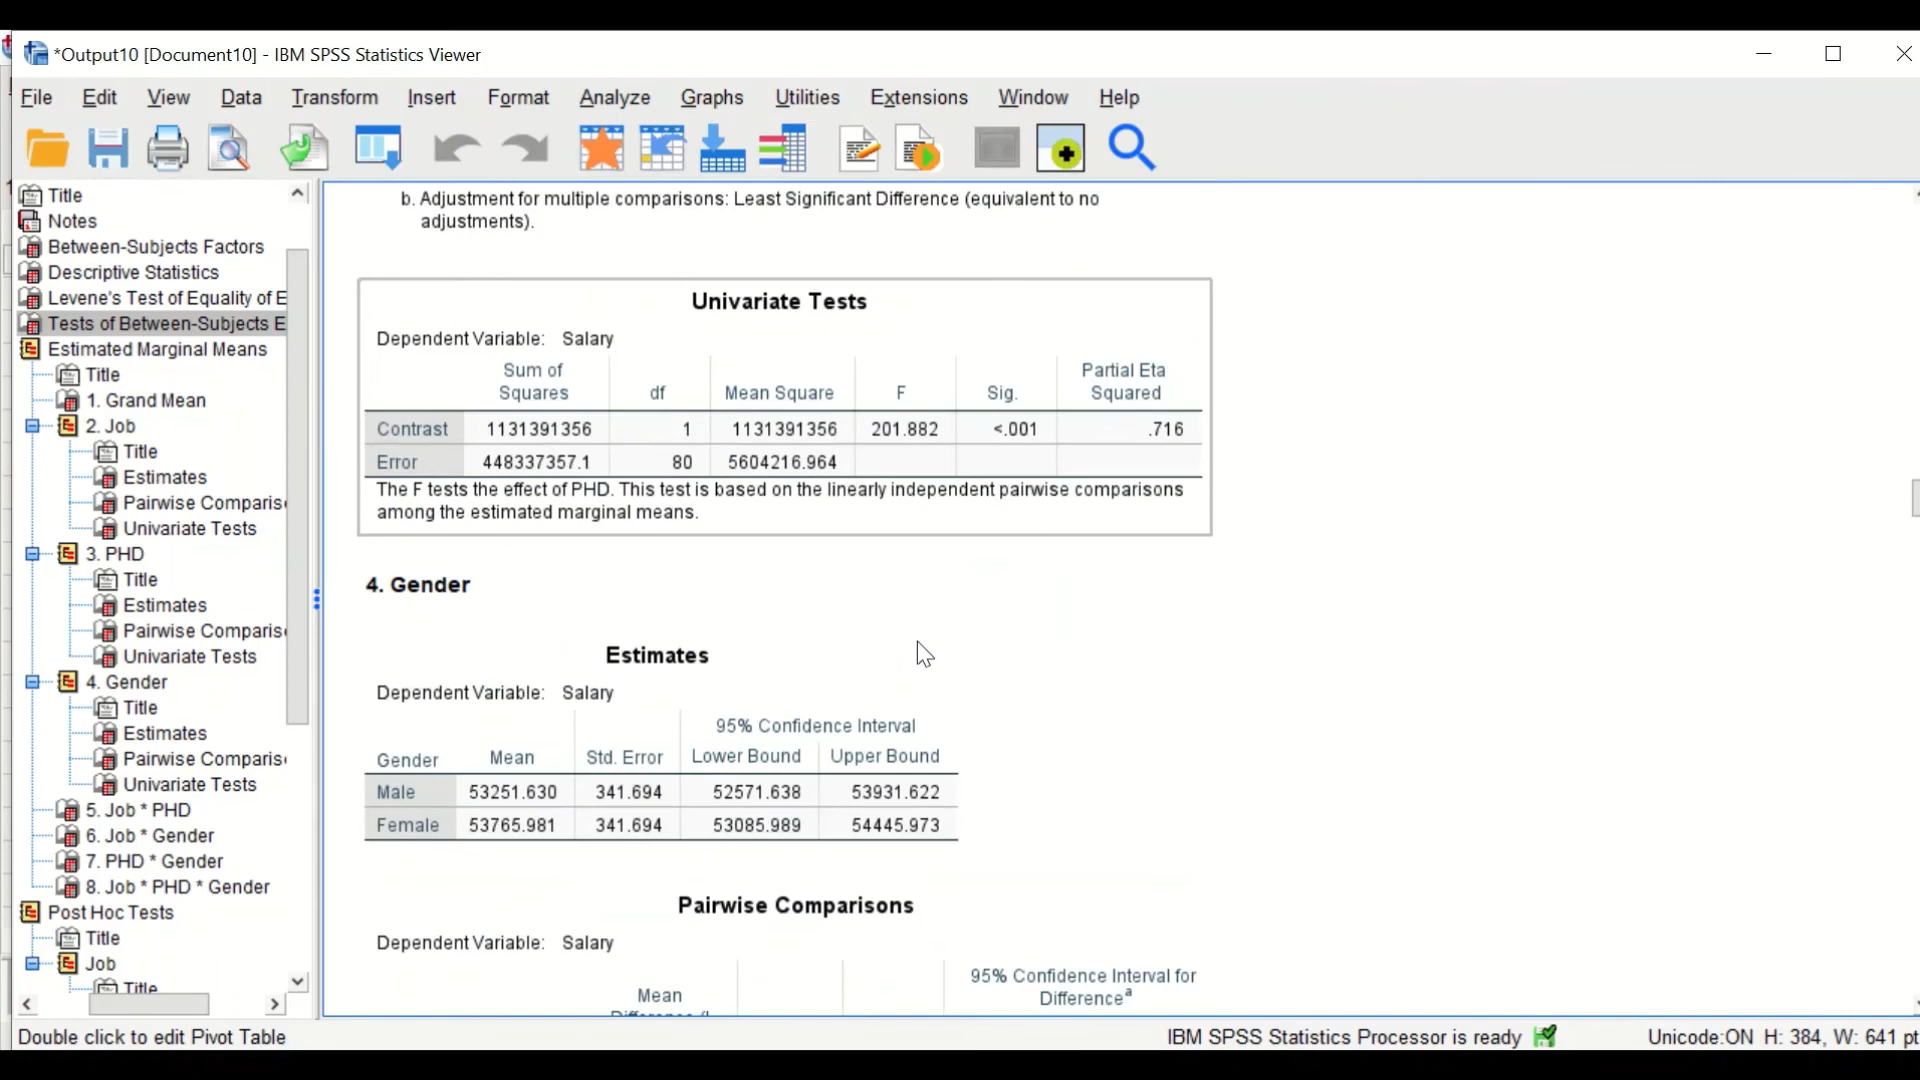 *Output10 [Document10] - IBM SPSS Statistics Viewer
File Edit View Data Transform Insert Format Analyze Graphs Utilities Extensions Window Help
Title
Notes
Between-Subjects Factors
Descriptive Statistics
Levene's Test of Equality of E
Tests of Between-Subjects E
Estimated Marginal Means
Title
1. Grand Mean
2. Job
Title
Estimates
Pairwise Comparis
Univariate Tests
3. PHD
Title
Estimates
Pairwise Comparis
Univariate Tests
4. Gender
Title
Estimates
Pairwise Comparis
Univariate Tests
5. Job * PHD
6. Job * Gender
7. PHD * Gender
8. Job * PHD * Gender
Post Hoc Tests
Title
Job
Title
b. Adjustment for multiple comparisons: Least Significant Difference (equivalent to no
adjustments).
Univariate Tests
Dependent Variable: Salary
Sum of Squares df Mean Square F Sig. Partial Eta Squared
Contrast 1131391356 1 1131391356 201.882 <.001 .716
Error 448337357.1 80 5604216.964
The F tests the effect of PHD. This test is based on the linearly independent pairwise comparisons
among the estimated marginal means.
4. Gender
Estimates
Dependent Variable: Salary
95% Confidence Interval
Gender Mean Std. Error Lower Bound Upper Bound
Male 53251.630 341.694 52571.638 53931.622
Female 53765.981 341.694 53085.989 54445.973
Pairwise Comparisons
Dependent Variable: Salary
95% Confidence Interval for
Mean Difference a
Double click to edit Pivot Table IBM SPSS Statistics Processor is ready Unicode:ON H: 384, W: 641 pt